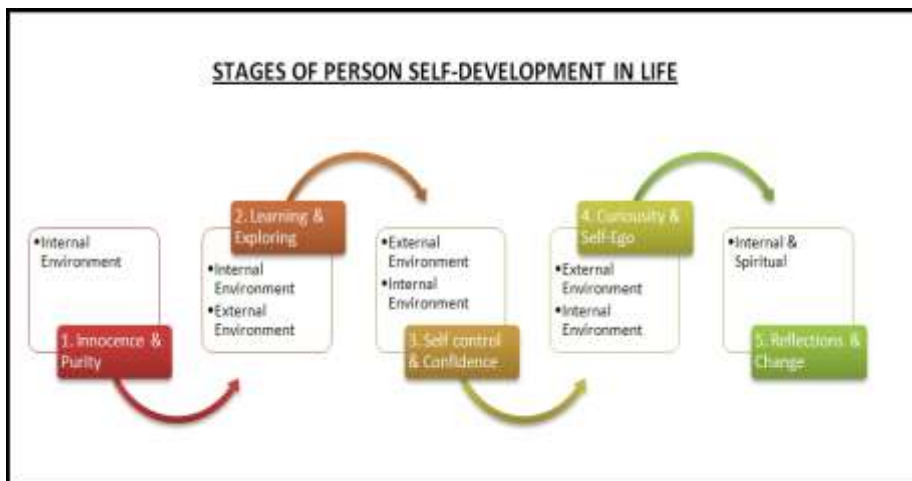 STAGES OF PERSON SELF-DEVELOPMENT IN LIFE
•Internal
Environment
1. Innocence &
Purity
2. Learning &
Exploring
•Internal
Environment
•External
Environment
•External
Environment
•Internal
Environment
3. Self control
& Confidence
4. Curiousity &
Self-Ego
•External
Environment
•Internal
Environment
•Internal &
Spiritual
5. Reflections &
Change